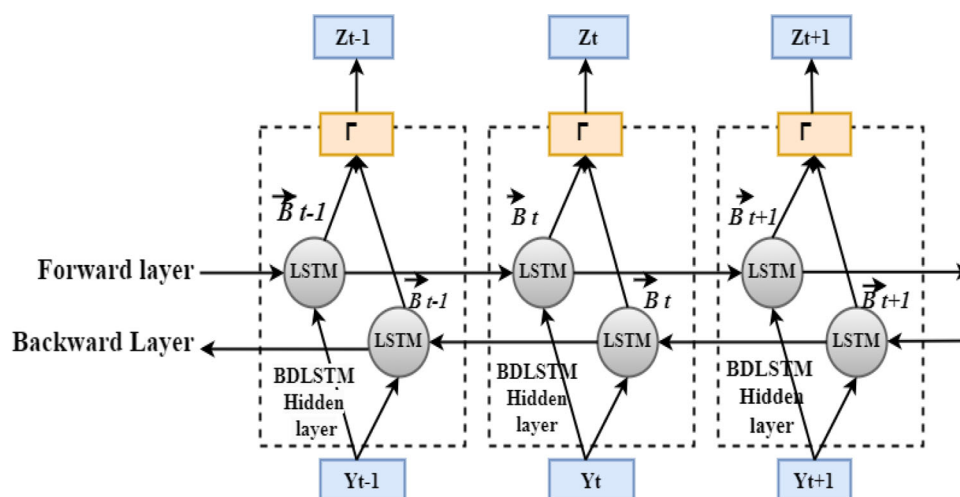 Zt-1 Zt Zt+1
Γ Γ Γ
B⃗ t-1 B⃗ t B⃗ t+1
Forward layer LSTM LSTM LSTM
B⃗ t-1 B⃗ t B⃗ t+1
Backward Layer LSTM LSTM LSTM
BDLSTM BDLSTM BDLSTM
Hidden Hidden Hidden
layer layer layer
Yt-1 Yt Yt+1